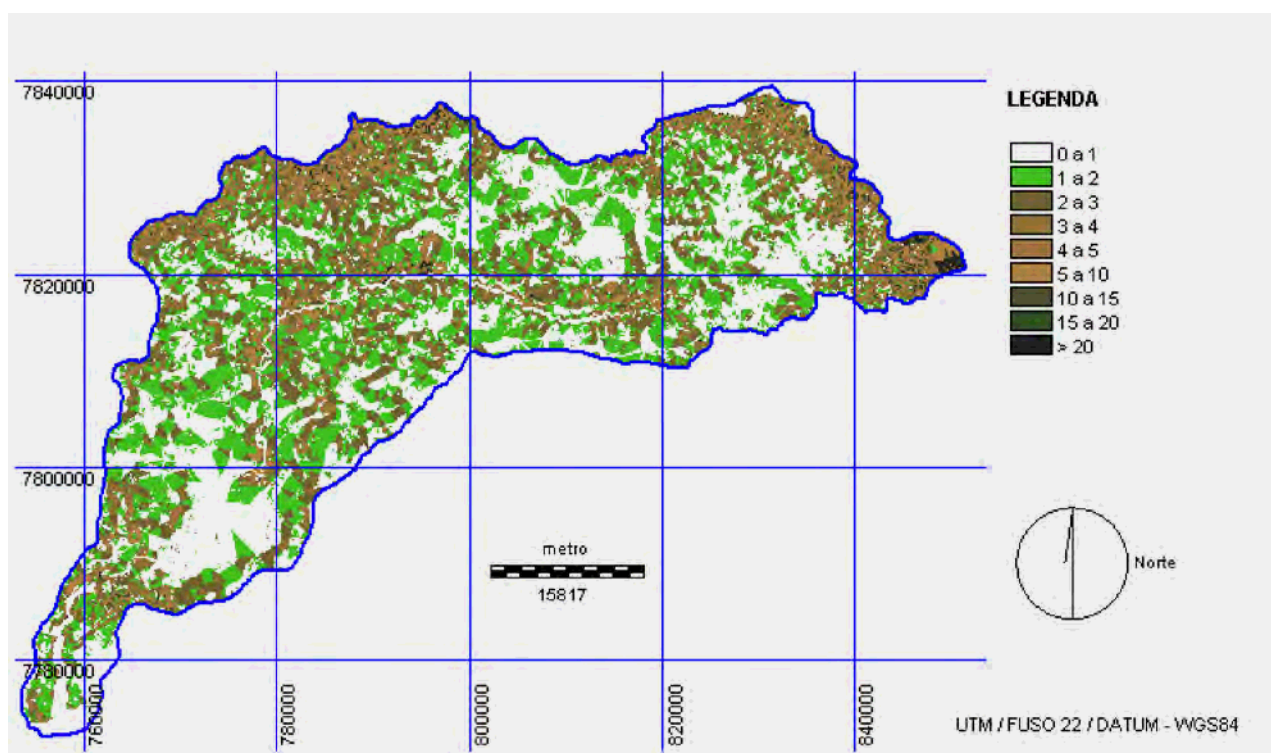 7840000
7820000
7800000
7780000
760000
780000
800000
820000
840000
LEGENDA
0 a 1
1 a 2
2 a 3
3 a 4
4 a 5
5 a 10
10 a 15
15 a 20
> 20
metro
15817
Norte
UTM / FUSO 22 / DATUM - WGS84